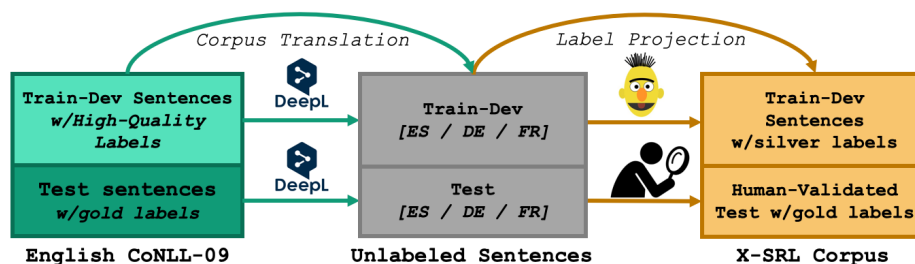 Corpus Translation
Label Projection
Train-Dev Sentences
w/High-Quality
Labels
DeepL
Train-Dev
[ES / DE / FR]
Train-Dev
Sentences
w/silver labels
Test sentences
w/gold labels
DeepL
Test
[ES / DE / FR]
Human-Validated
Test w/gold labels
English CoNLL-09
Unlabeled Sentences
X-SRL Corpus